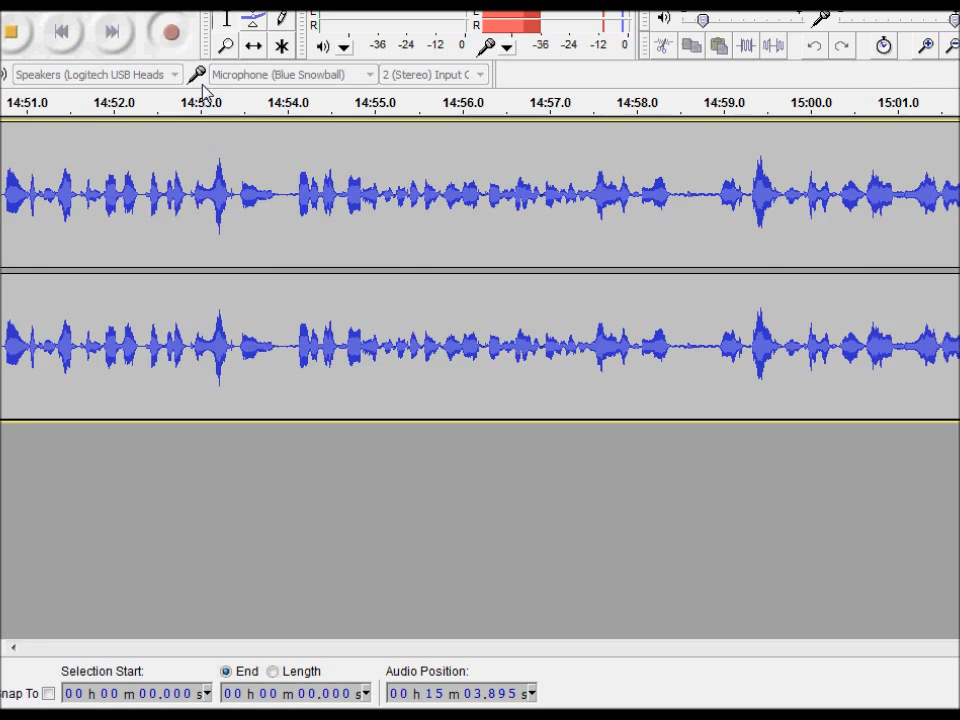 L
R -36 -24 -12 0 R -36 -24 -12 0
Speakers (Logitech USB Heads Microphone (Blue Snowball) 2 (Stereo) Input C
14:51.0 14:52.0 14:53.0 14:54.0 14:55.0 14:56.0 14:57.0 14:58.0 14:59.0 15:00.0 15:01.0
Selection Start: End Length Audio Position:
nap To 00 h 00 m 00.000 s 00 h 00 m 00.000 s 00 h 15 m 03.895 s